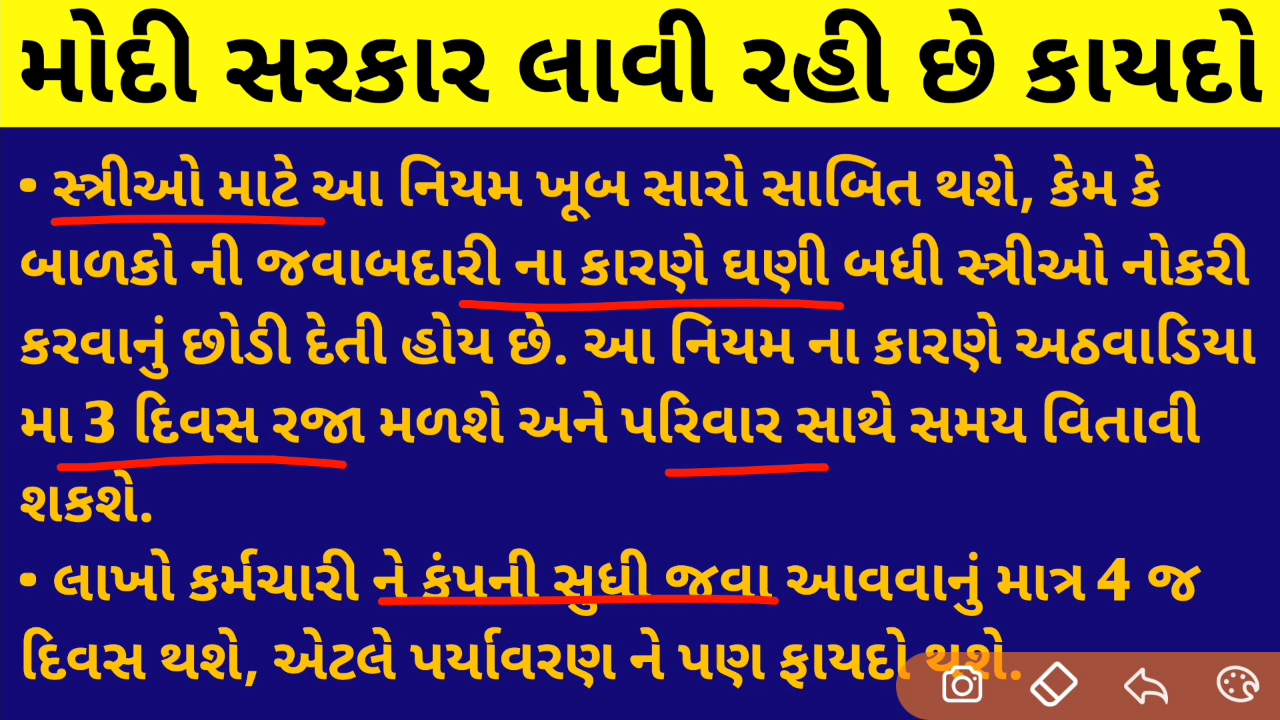 મોદી સરકાર લાવી રહી છે કાયદો
• સ્ત્રીઓ માટે આ નિયમ ખૂબ સારો સાબિત થશે, કેમ કે
બાળકો ની જવાબદારી ના કારણે ઘણી બધી સ્ત્રીઓ નોકરી
કરવાનું છોડી દેતી હોય છે. આ નિયમ ના કારણે અઠવાડિયા
મા 3 દિવસ રજા મળશે અને પરિવાર સાથે સમય વિતાવી
શકશે.
• લાખો કર્મચારી ને કંપની સુધી જવા આવવાનું માત્ર 4 જ
દિવસ થશે, એટલે પર્યાવરણ ને પણ ફાયદો થશે.